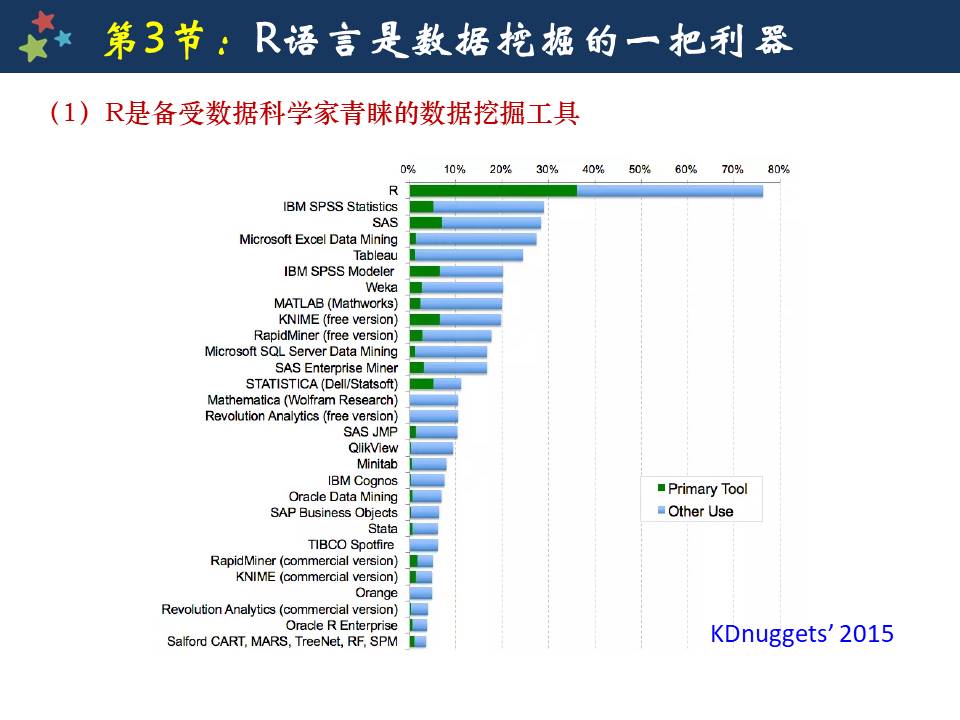 第3节：R语言是数据挖掘的一把利器
（1）R是备受数据科学家青睐的数据挖掘工具
0% 10% 20% 30% 40% 50% 60% 70% 80%
R
IBM SPSS Statistics
SAS
Microsoft Excel Data Mining
Tableau
IBM SPSS Modeler
Weka
MATLAB (Mathworks)
KNIME (free version)
RapidMiner (free version)
Microsoft SQL Server Data Mining
SAS Enterprise Miner
STATISTICA (Dell/Statsoft)
Mathematica (Wolfram Research)
Revolution Analytics (free version)
SAS JMP
QlikView
Minitab
IBM Cognos
Oracle Data Mining
SAP Business Objects
Stata
TIBCO Spotfire
RapidMiner (commercial version)
KNIME (commercial version)
Orange
Revolution Analytics (commercial version)
Oracle R Enterprise
Salford CART, MARS, TreeNet, RF, SPM
Primary Tool
Other Use
KDnuggets’ 2015